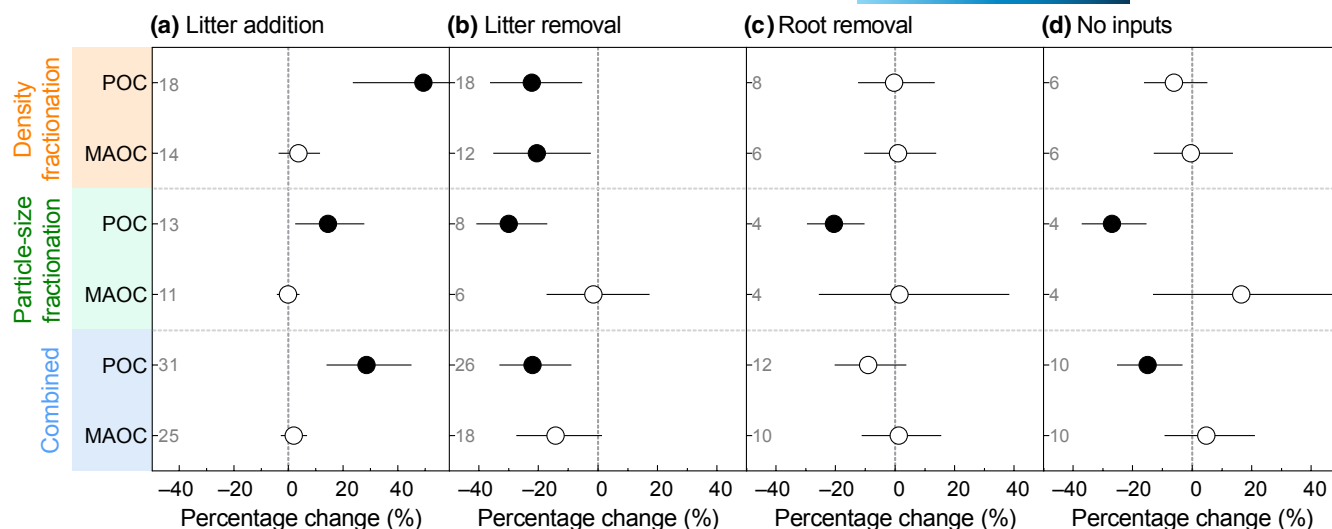 (a) Litter addition (b) Litter removal (c) Root removal (d) No inputs
Density fractionation
POC 18 18 8 6
MAOC 14 12 6 6
Particle-size fractionation
POC 13 8 4 4
MAOC 11 6 4 4
Combined
POC 31 26 12 10
MAOC 25 18 10 10
–40 –20 0 20 40 –40 –20 0 20 40 –40 –20 0 20 40 –40 –20 0 20 40
Percentage change (%) Percentage change (%) Percentage change (%) Percentage change (%)